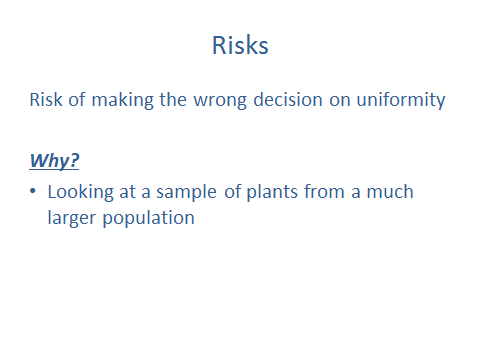 Risks
Risk of making the wrong decision on uniformity
Why?
• Looking at a sample of plants from a much
larger population